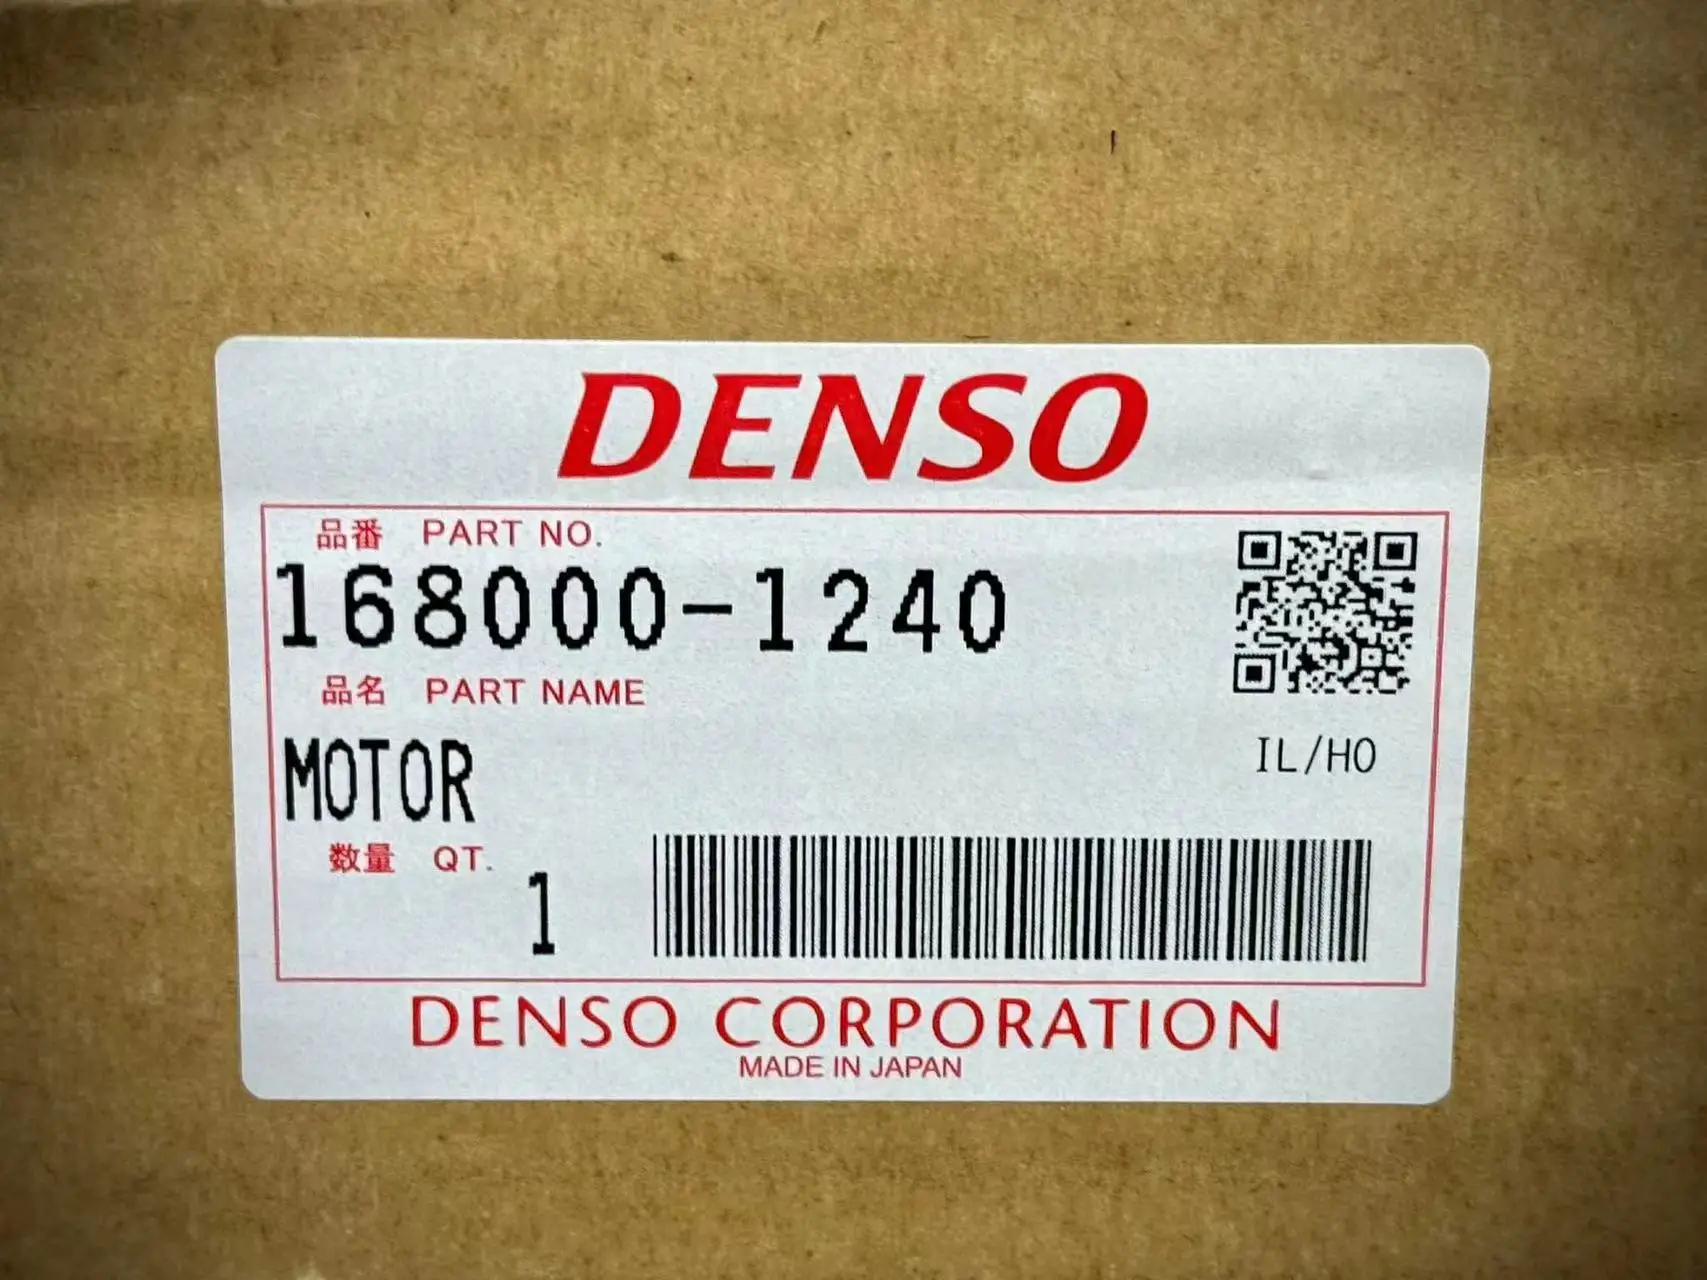 DENSO
品番 PART NO.
168000-1240
品名 PART NAME
MOTOR
IL/HO
数量 QT.
1
DENSO CORPORATION
MADE IN JAPAN